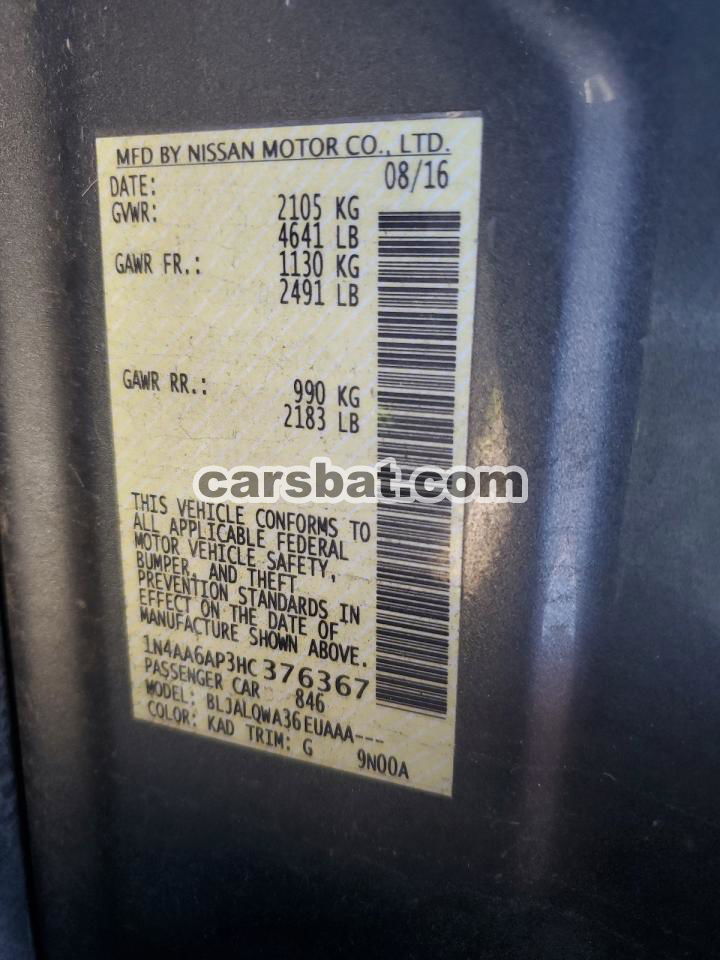 MFD BY NISSAN MOTOR CO., LTD.
DATE: 08/16
GVWR: 2105 KG
4641 LB
GAWR FR.: 1130 KG
2491 LB
GAWR RR.: 990 KG
2183 LB
carsbat.com
THIS VEHICLE CONFORMS TO
ALL APPLICABLE FEDERAL
MOTOR VEHICLE SAFETY,
BUMPER, AND THEFT
PREVENTION STANDARDS IN
EFFECT ON THE DATE OF
MANUFACTURE SHOWN ABOVE.
1N4AA6AP3HC 376367
PASSENGER CAR 846
MODEL: BLJALQWA36EUAAA---
COLOR: KAD TRIM: G 9N00A